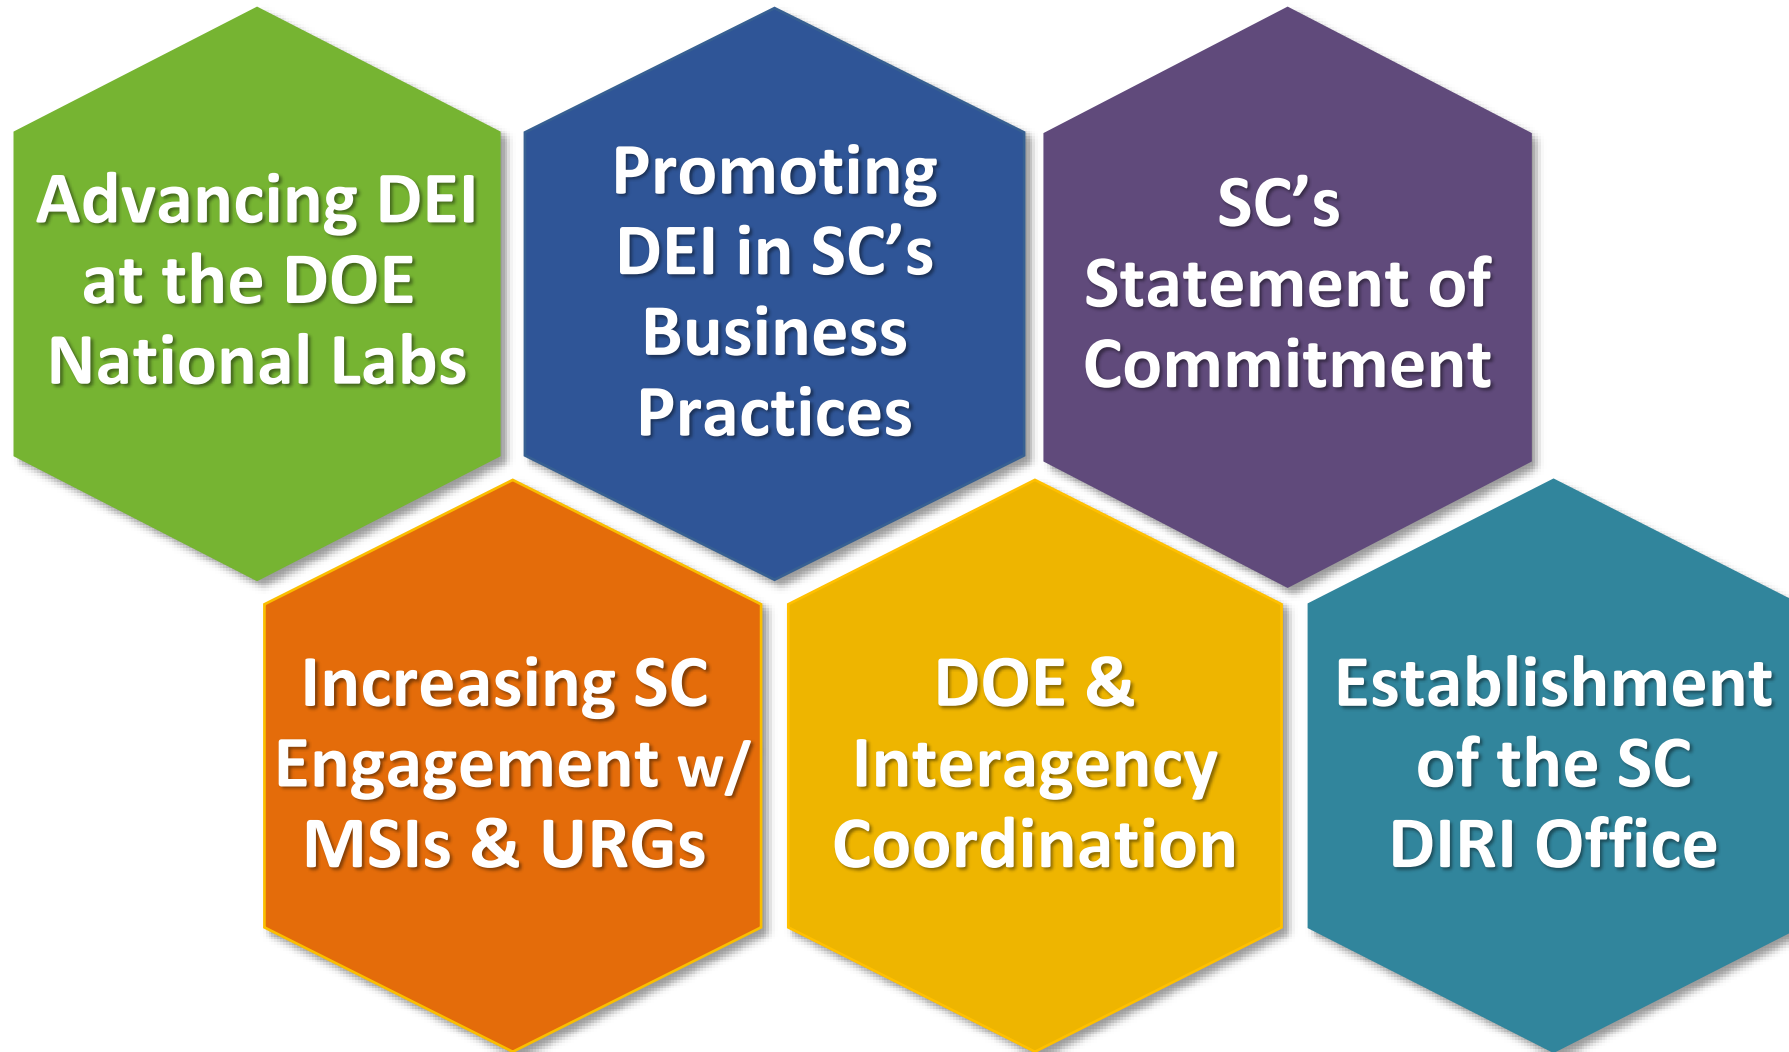 Advancing DEI
at the DOE
National Labs
Promoting
DEI in SC’s
Business
Practices
SC’s
Statement of
Commitment
Increasing SC
Engagement w/
MSIs & URGs
DOE &
Interagency
Coordination
Establishment
of the SC
DIRI Office